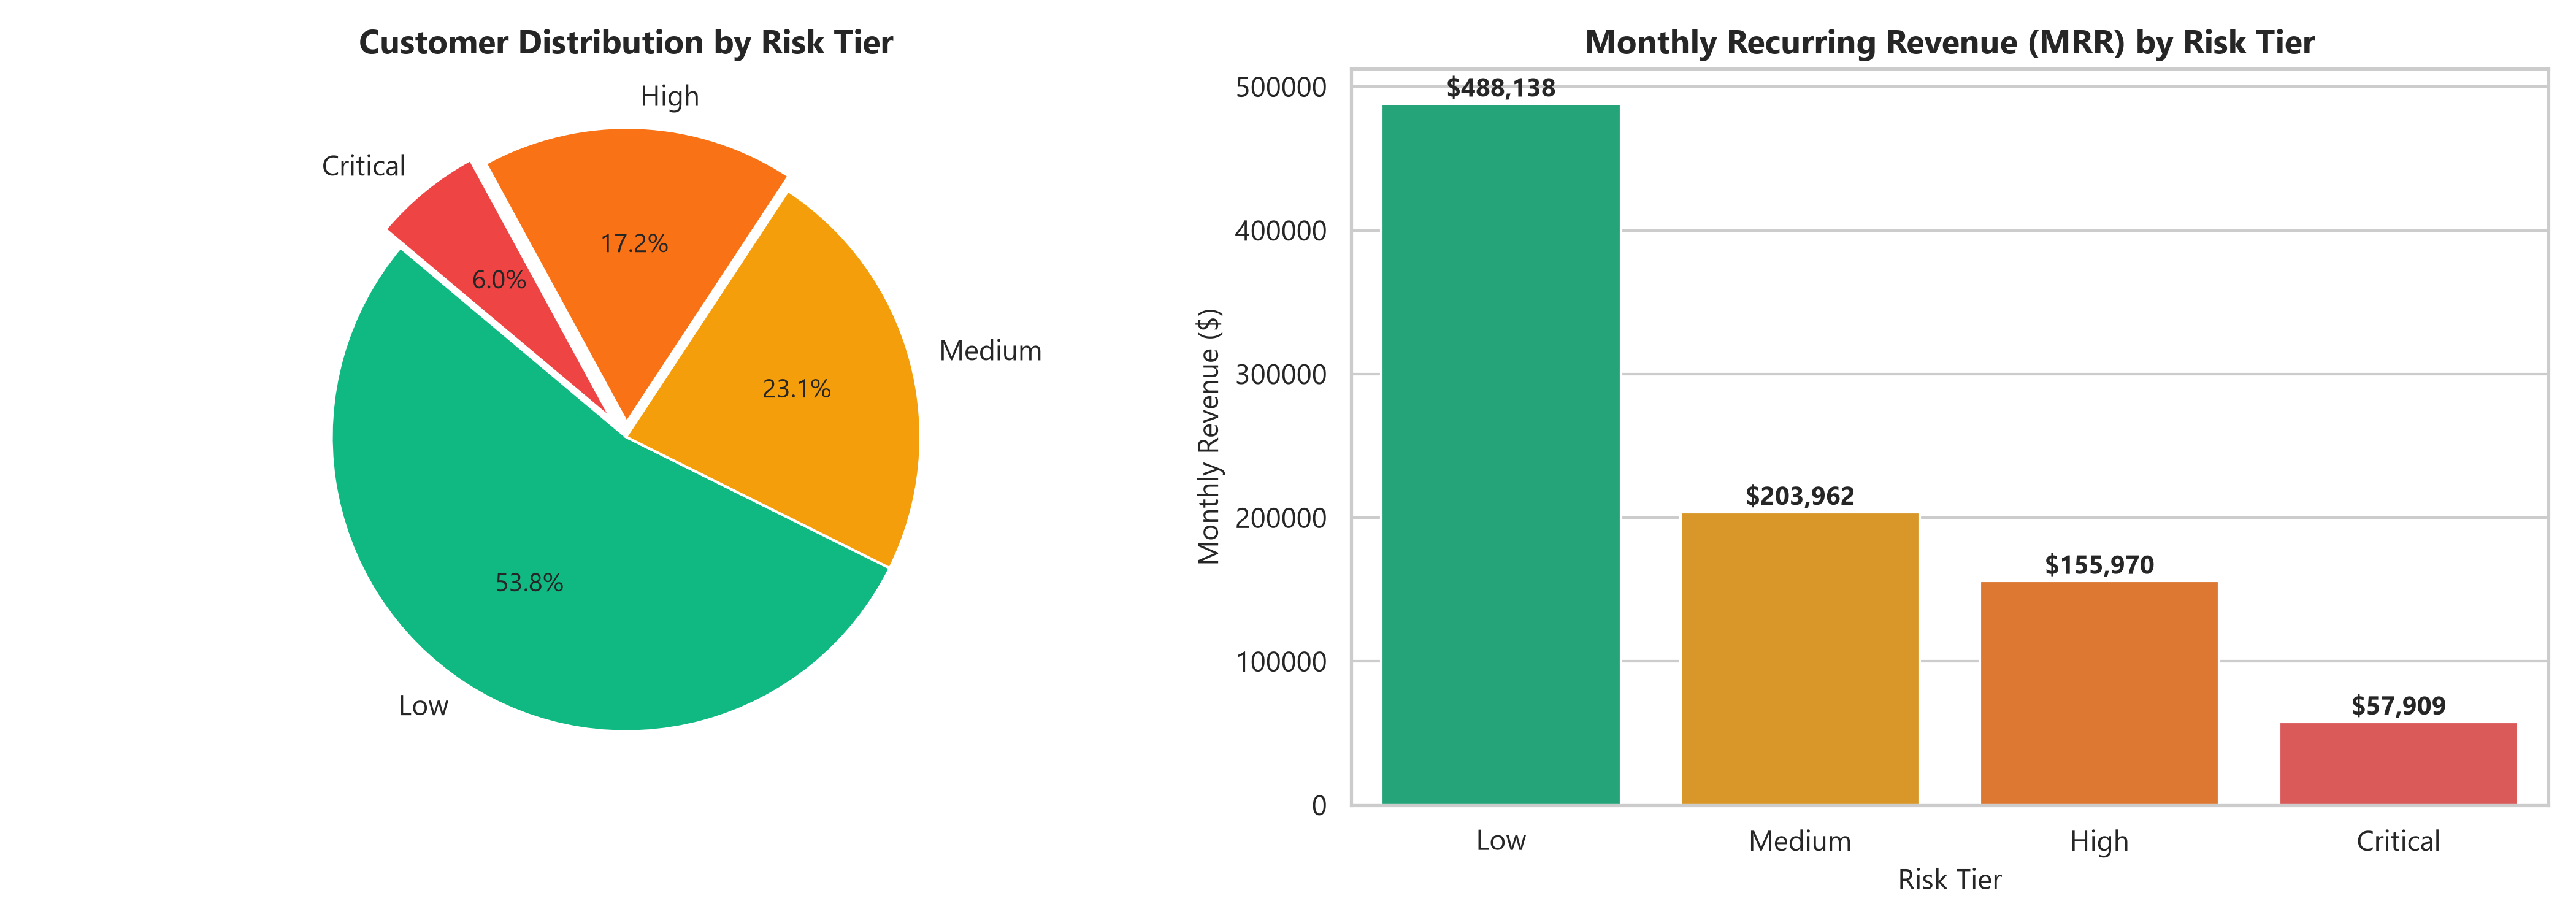 Customer Distribution by Risk Tier
High
Critical
17.2%
6.0%
Medium
23.1%
53.8%
Low
Monthly Recurring Revenue (MRR) by Risk Tier
Monthly Revenue ($)
500000
400000
300000
200000
100000
0
$488,138
$203,962
$155,970
$57,909
Low
Medium
High
Critical
Risk Tier